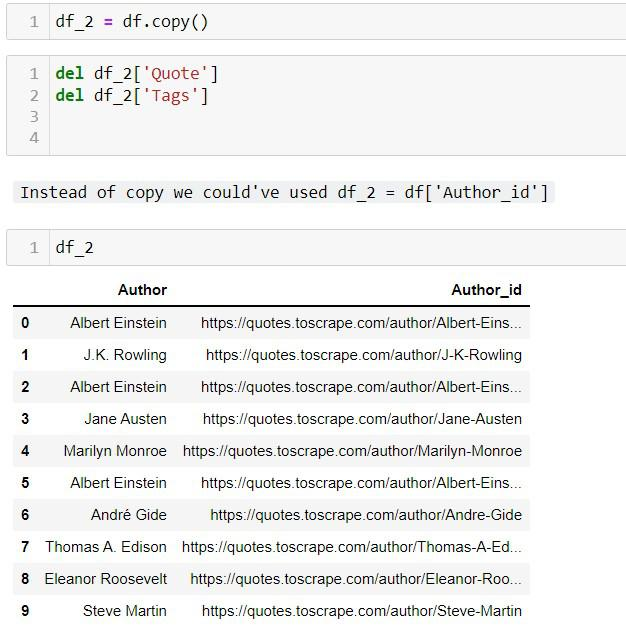 1 df_2 = df.copy()
1 del df_2['Quote']
2 del df_2['Tags']
3
4
Instead of copy we could've used df_2 = df['Author_id']
1 df_2
Author Author_id
0 Albert Einstein https://quotes.toscrape.com/author/Albert-Eins...
1 J.K. Rowling https://quotes.toscrape.com/author/J-K-Rowling
2 Albert Einstein https://quotes.toscrape.com/author/Albert-Eins...
3 Jane Austen https://quotes.toscrape.com/author/Jane-Austen
4 Marilyn Monroe https://quotes.toscrape.com/author/Marilyn-Monroe
5 Albert Einstein https://quotes.toscrape.com/author/Albert-Eins...
6 André Gide https://quotes.toscrape.com/author/Andre-Gide
7 Thomas A. Edison https://quotes.toscrape.com/author/Thomas-A-Ed...
8 Eleanor Roosevelt https://quotes.toscrape.com/author/Eleanor-Roo...
9 Steve Martin https://quotes.toscrape.com/author/Steve-Martin